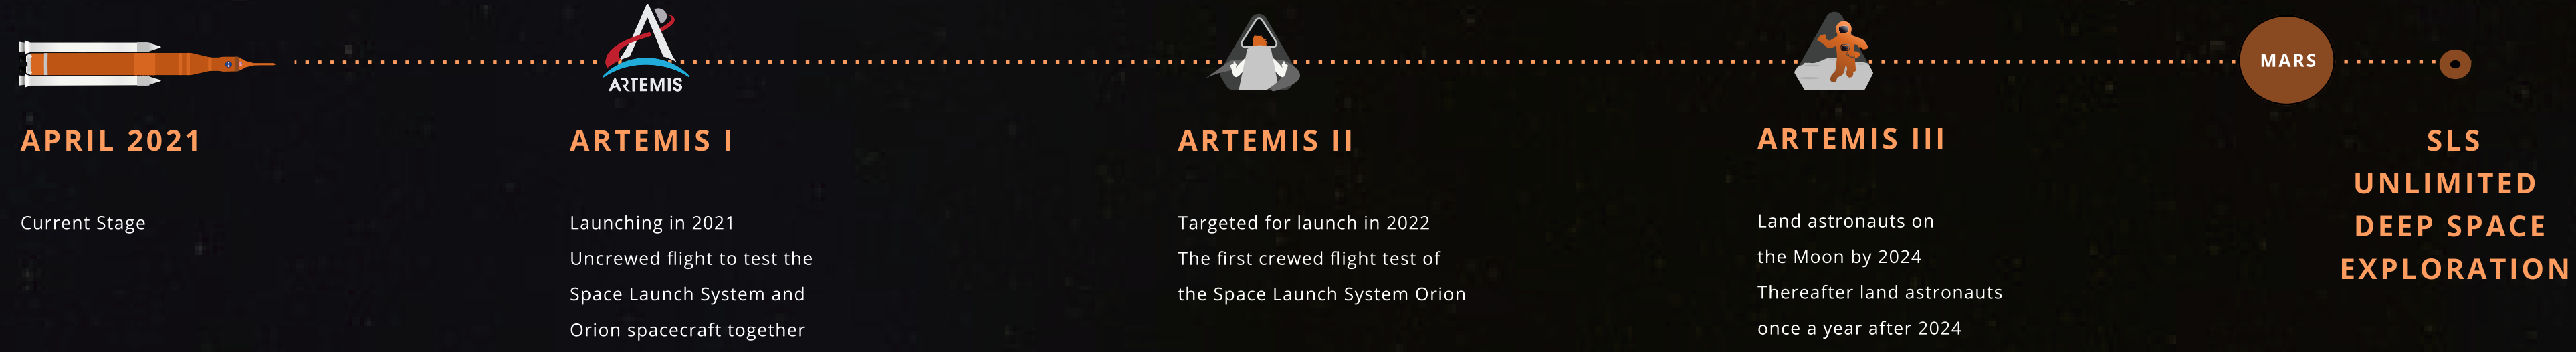 ARTEMIS
MARS
APRIL 2021
Current Stage
ARTEMIS I
Launching in 2021
Uncrewed flight to test the
Space Launch System and
Orion spacecraft together
ARTEMIS II
Targeted for launch in 2022
The first crewed flight test of
the Space Launch System Orion
ARTEMIS III
Land astronauts on
the Moon by 2024
Thereafter land astronauts
once a year after 2024
SLS
UNLIMITED
DEEP SPACE
EXPLORATION